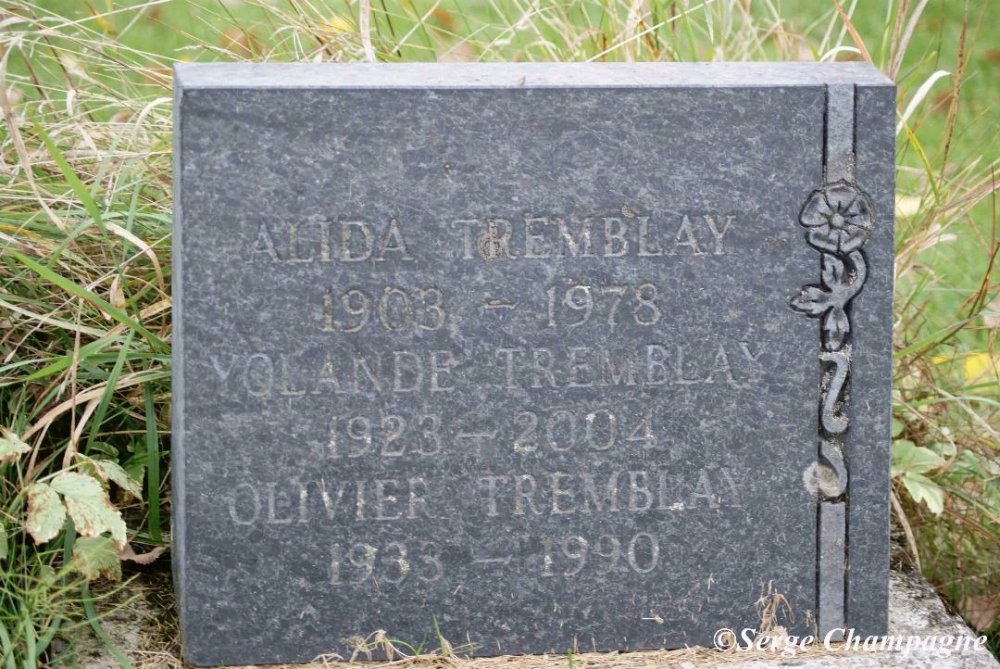 ALIDA TREMBLAY
1903 - 1978
YOLANDE TREMBLAY
1923 - 2004
OLIVIER TREMBLAY
1933 - 1990
©Serge Champagne